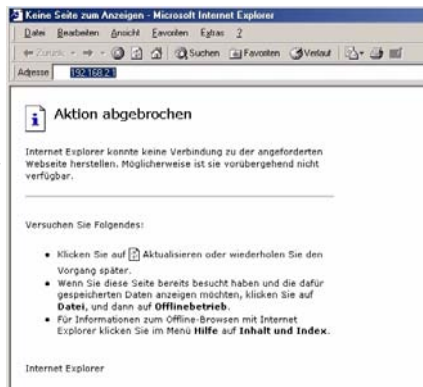 Keine Seite zum Anzeigen - Microsoft Internet Explorer
Datei Bearbeiten Ansicht Favoriten Extras ?
Zurück Suchen Favoriten Verlauf
Adresse 192.168.2.1
Aktion abgebrochen
Internet Explorer konnte keine Verbindung zu der angeforderten
Webseite herstellen. Möglicherweise ist sie vorübergehend nicht
verfügbar.
Versuchen Sie Folgendes:
• Klicken Sie auf Aktualisieren oder wiederholen Sie den
Vorgang später.
• Wenn Sie diese Seite bereits besucht haben und die dafür
gespeicherten Daten anzeigen möchten, klicken Sie auf
Datei, und dann auf Offlinebetrieb.
• Für Informationen zum Offline-Browsen mit Internet
Explorer klicken Sie im Menü Hilfe auf Inhalt und Index.
Internet Explorer